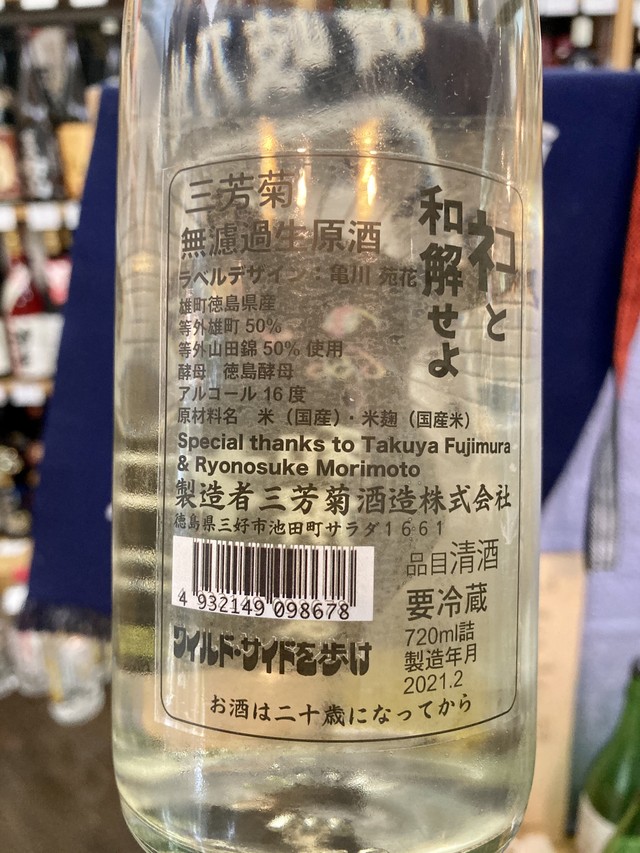 三芳菊
無濾過生原酒
ネコと
和解せよ
ラベルデザイン：亀川 苑花
雄町徳島県産
等外雄町 50%
等外山田錦 50% 使用
酵母　徳島酵母
アルコール 16 度
原材料名　米（国産）・米麹（国産米）
Special thanks to Takuya Fujimura
& Ryonosuke Morimoto
製造者三芳菊酒造株式会社
徳島県三好市池田町サラダ1661
4 932149 098678
品目清酒
要冷蔵
720ml詰
製造年月
2021.2
ワイルド・サイドを歩け
お酒は二十歳になってから